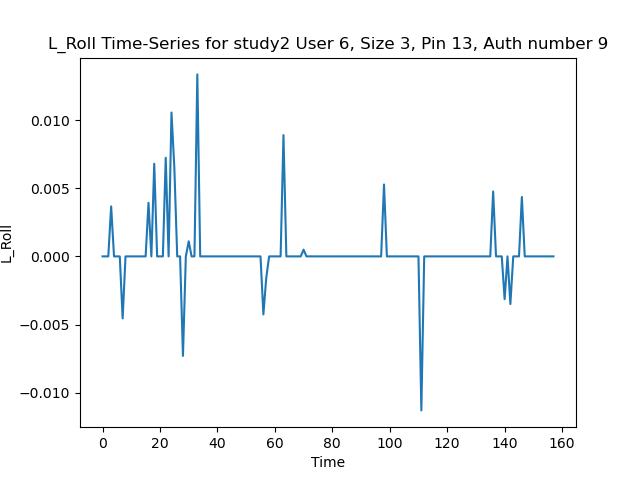 L_Roll Time-Series for study2 User 6, Size 3, Pin 13, Auth number 9
0.010
0.005
0.000
−0.005
−0.010
L_Roll
0 20 40 60 80 100 120 140 160
Time